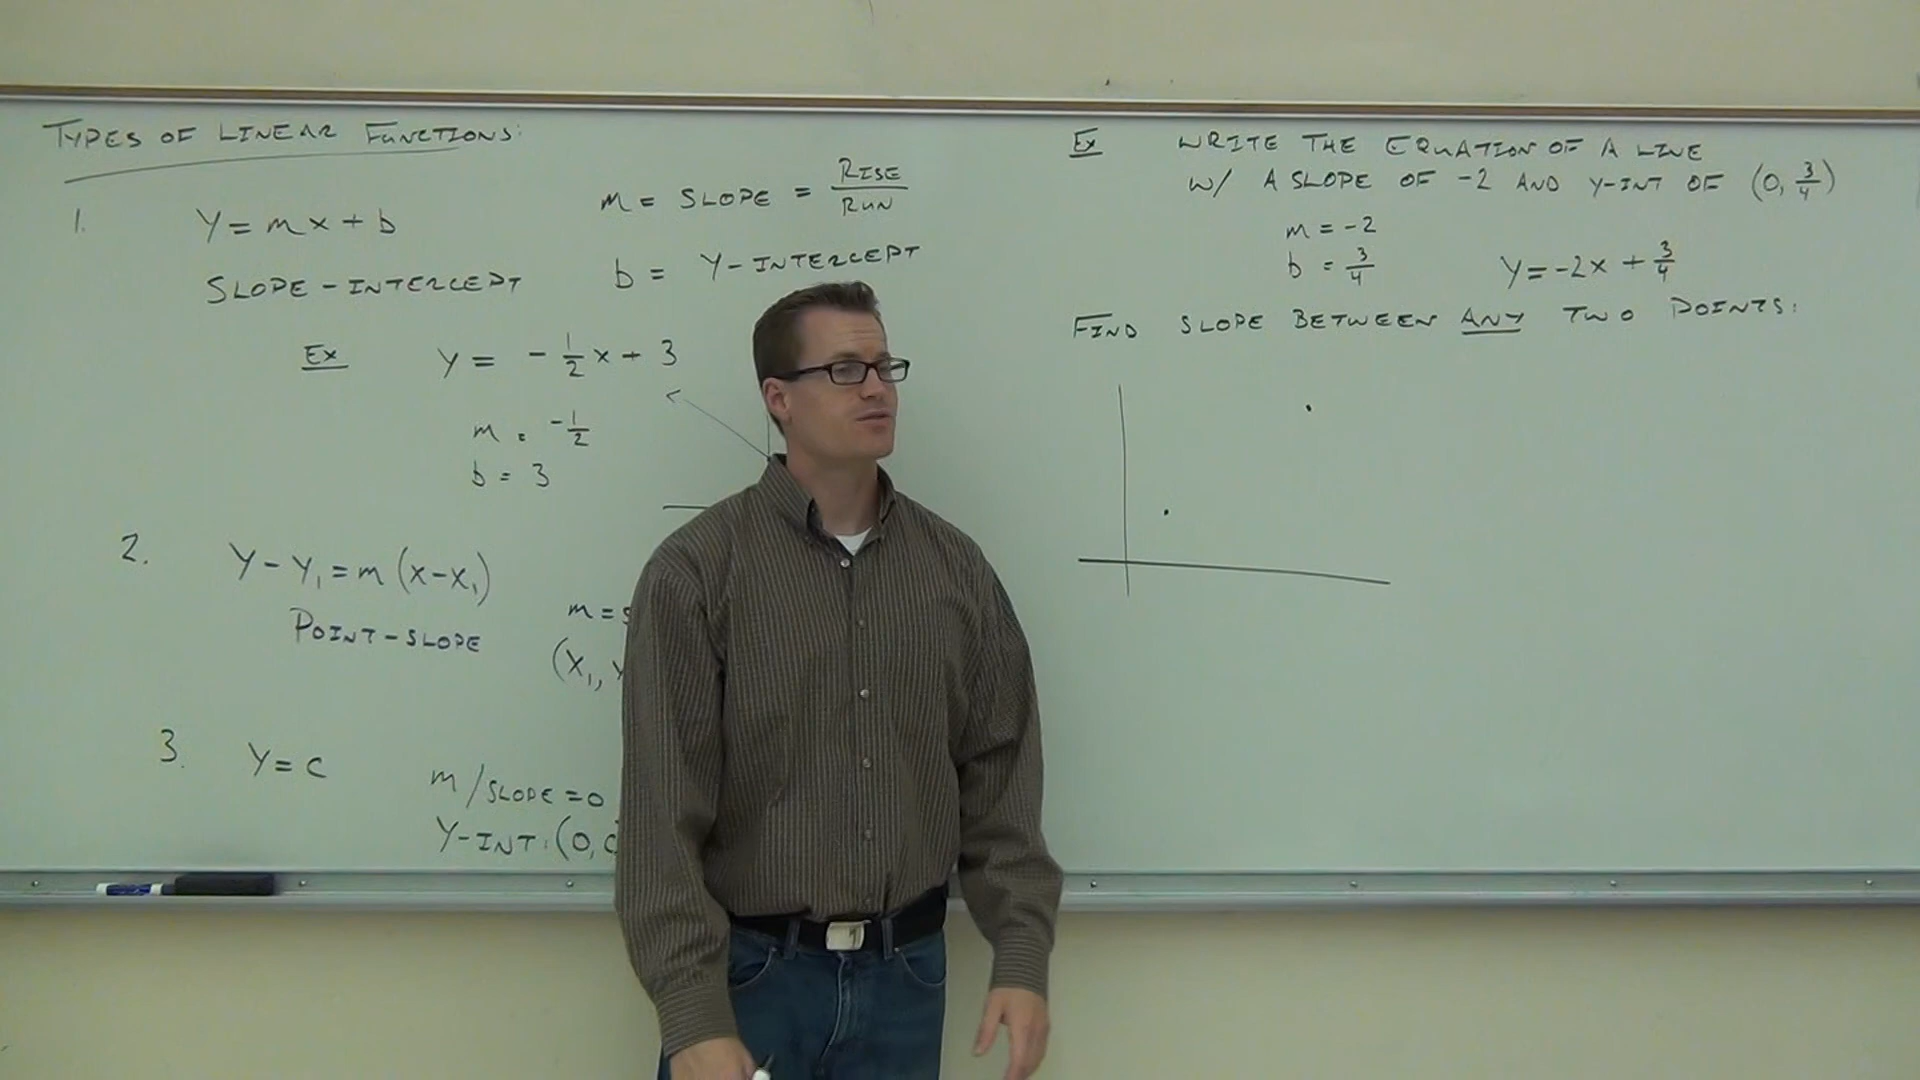 TYPES OF LINEAR FUNCTIONS:
1. Y = mx + b
SLOPE-INTERCEPT
m = SLOPE = RISE/RUN
b = Y-INTERCEPT
Ex Y = -1/2 x + 3
m = -1/2
b = 3
2. Y - Y₁ = m(x - x₁)
POINT-SLOPE
m =
(X₁,
3. Y = C
m/SLOPE = 0
Y-INT: (0, C
Ex WRITE THE EQUATION OF A LINE
W/ A SLOPE OF -2 AND Y-INT OF (0, 3/4)
m = -2
b = 3/4
Y = -2x + 3/4
FIND SLOPE BETWEEN ANY TWO POINTS: